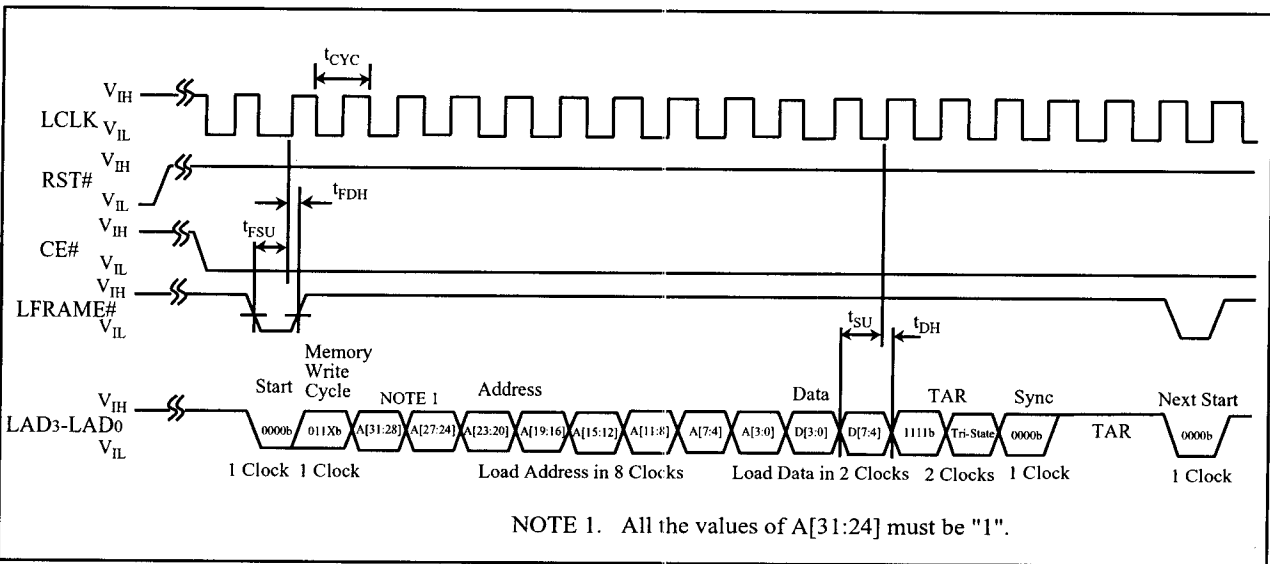 tCYC
VIH
LCLK
VIL
VIH
RST#
VIL
tFDH
VIH
tFSU
CE#
VIL
VIH
LFRAME#
VIL
tSU
tDH
Memory
Write
Cycle
Start
NOTE 1
Address
Data
TAR
Sync
Next Start
VIH
LAD3-LAD0
VIL
0000b
011Xb
A[31:28]
A[27:24]
A[23:20]
A[19:16]
A[15:12]
A[11:8]
A[7:4]
A[3:0]
D[3:0]
D[7:4]
1111b
Tri-State
0000b
TAR
0000b
1 Clock
1 Clock
Load Address in 8 Clocks
Load Data in 2 Clocks
2 Clocks
1 Clock
1 Clock
NOTE 1. All the values of A[31:24] must be "1".